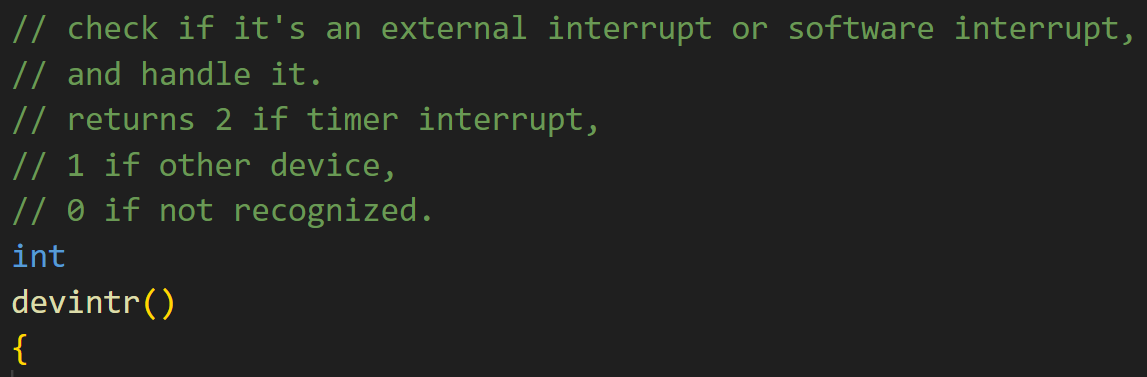 // check if it's an external interrupt or software interrupt,
// and handle it.
// returns 2 if timer interrupt,
// 1 if other device,
// 0 if not recognized.
int
devintr()
{